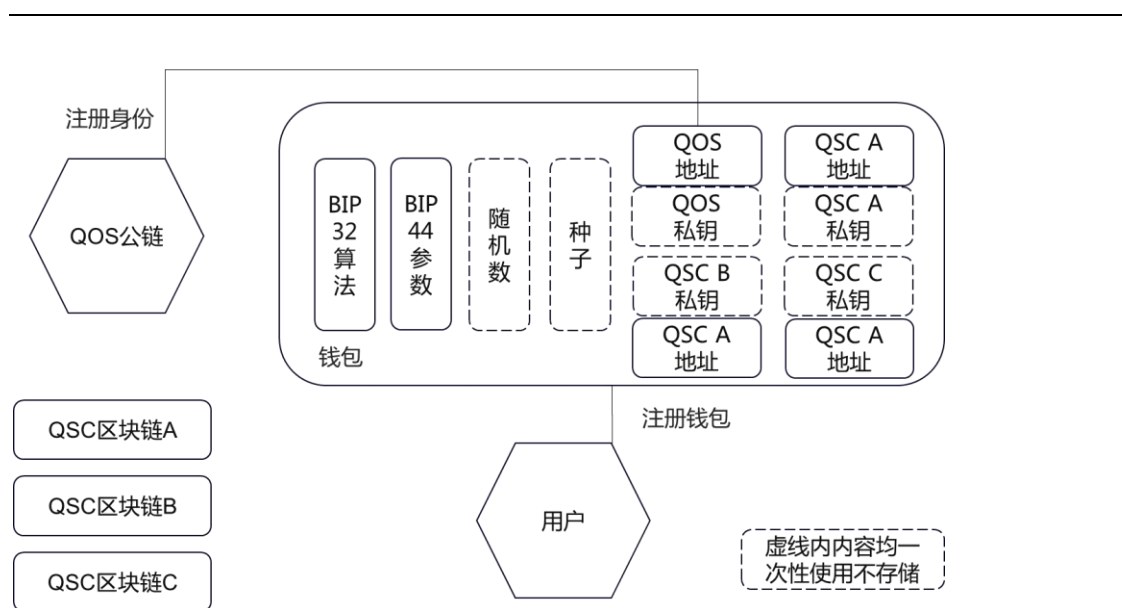 注册身份
QOS公链
BIP
32
算
法
BIP
44
参
数
随
机
数
种
子
QOS
地址
QSC A
地址
QOS
私钥
QSC A
私钥
QSC B
私钥
QSC C
私钥
QSC A
地址
QSC A
地址
钱包
注册钱包
QSC区块链A
QSC区块链B
QSC区块链C
用户
虚线内内容均一
次性使用不存储